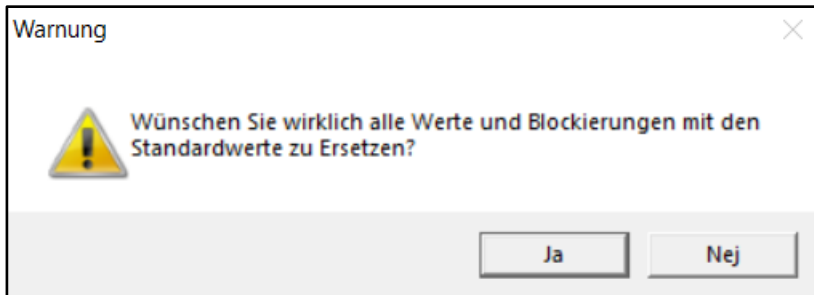 Warnung
Wünschen Sie wirklich alle Werte und Blockierungen mit den
Standardwerte zu Ersetzen?
Ja
Nej